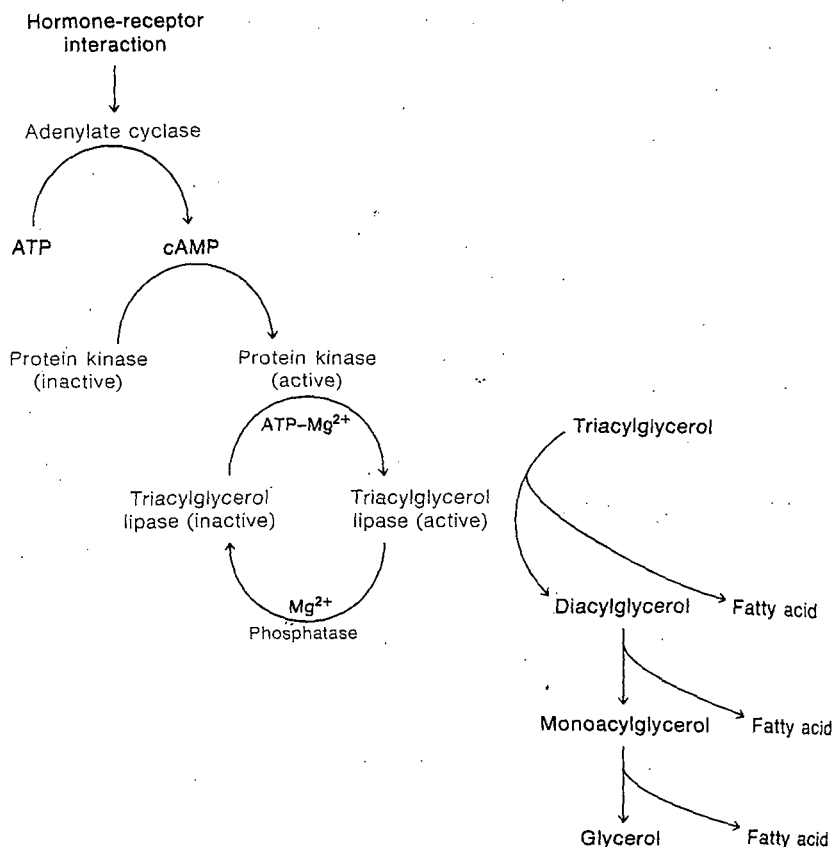 Hormone-receptor
interaction
Adenylate cyclase
ATP
cAMP
Protein kinase
(inactive)
Protein kinase
(active)
ATP–Mg²⁺
Triacylglycerol
Triacylglycerol
lipase (inactive)
Triacylglycerol
lipase (active)
Mg²⁺
Phosphatase
Diacylglycerol
Fatty acid
Monoacylglycerol
Fatty acid
Glycerol
Fatty acid